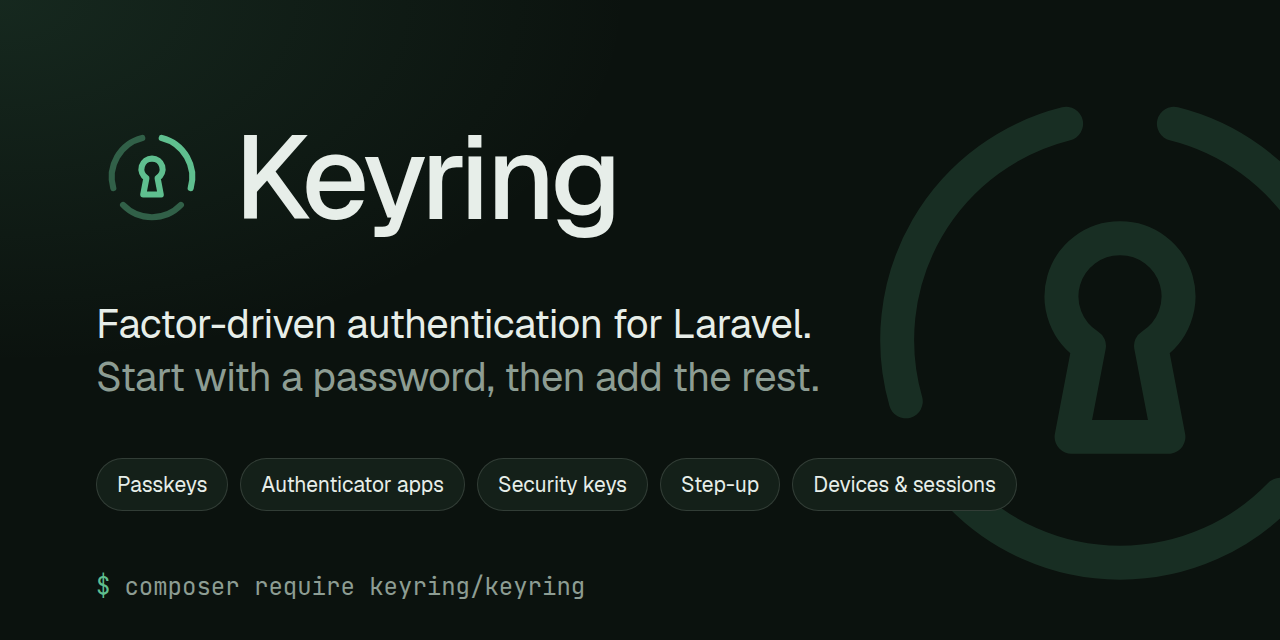 Keyring
Factor-driven authentication for Laravel.
Start with a password, then add the rest.
Passkeys Authenticator apps Security keys Step-up Devices & sessions
$ composer require keyring/keyring